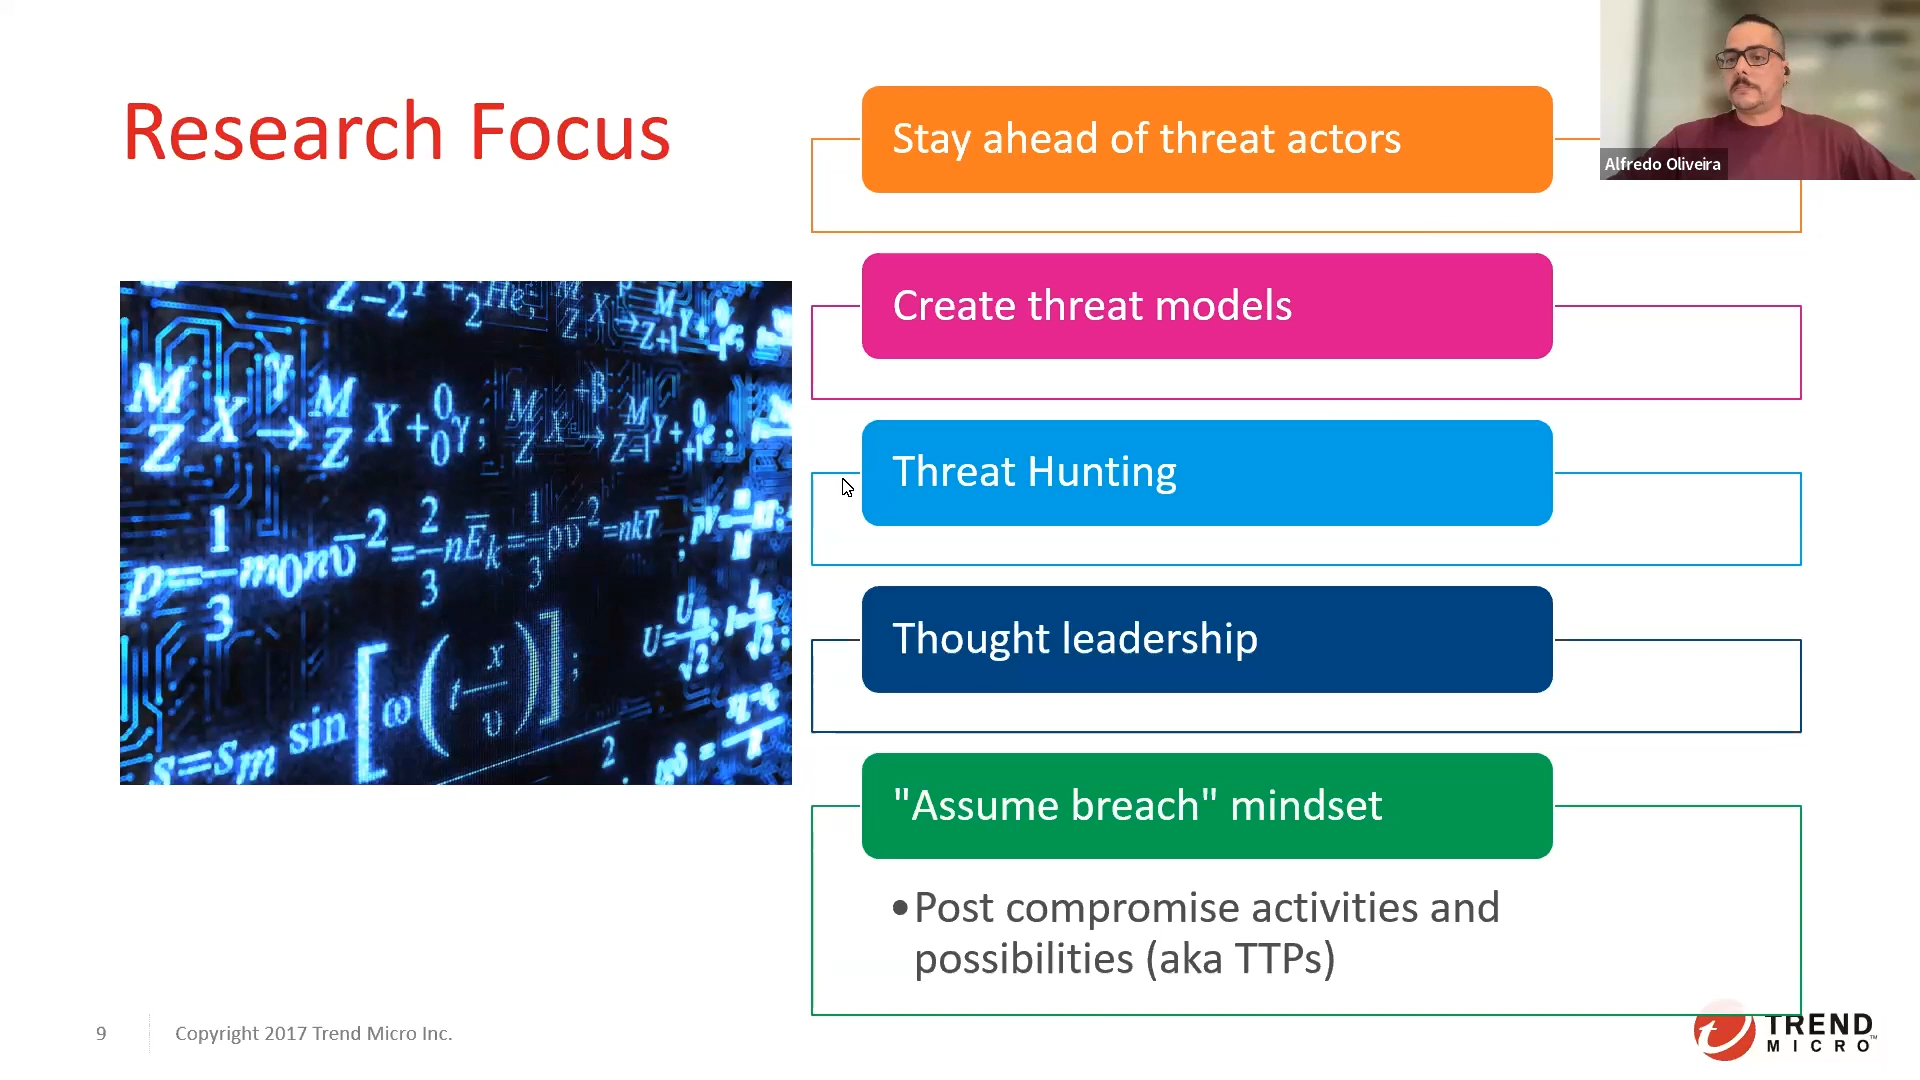 Research Focus
Stay ahead of threat actors
Alfredo Oliveira
Create threat models
Threat Hunting
Thought leadership
"Assume breach" mindset
•Post compromise activities and
possibilities (aka TTPs)
9
Copyright 2017 Trend Micro Inc.
TREND
MICRO™